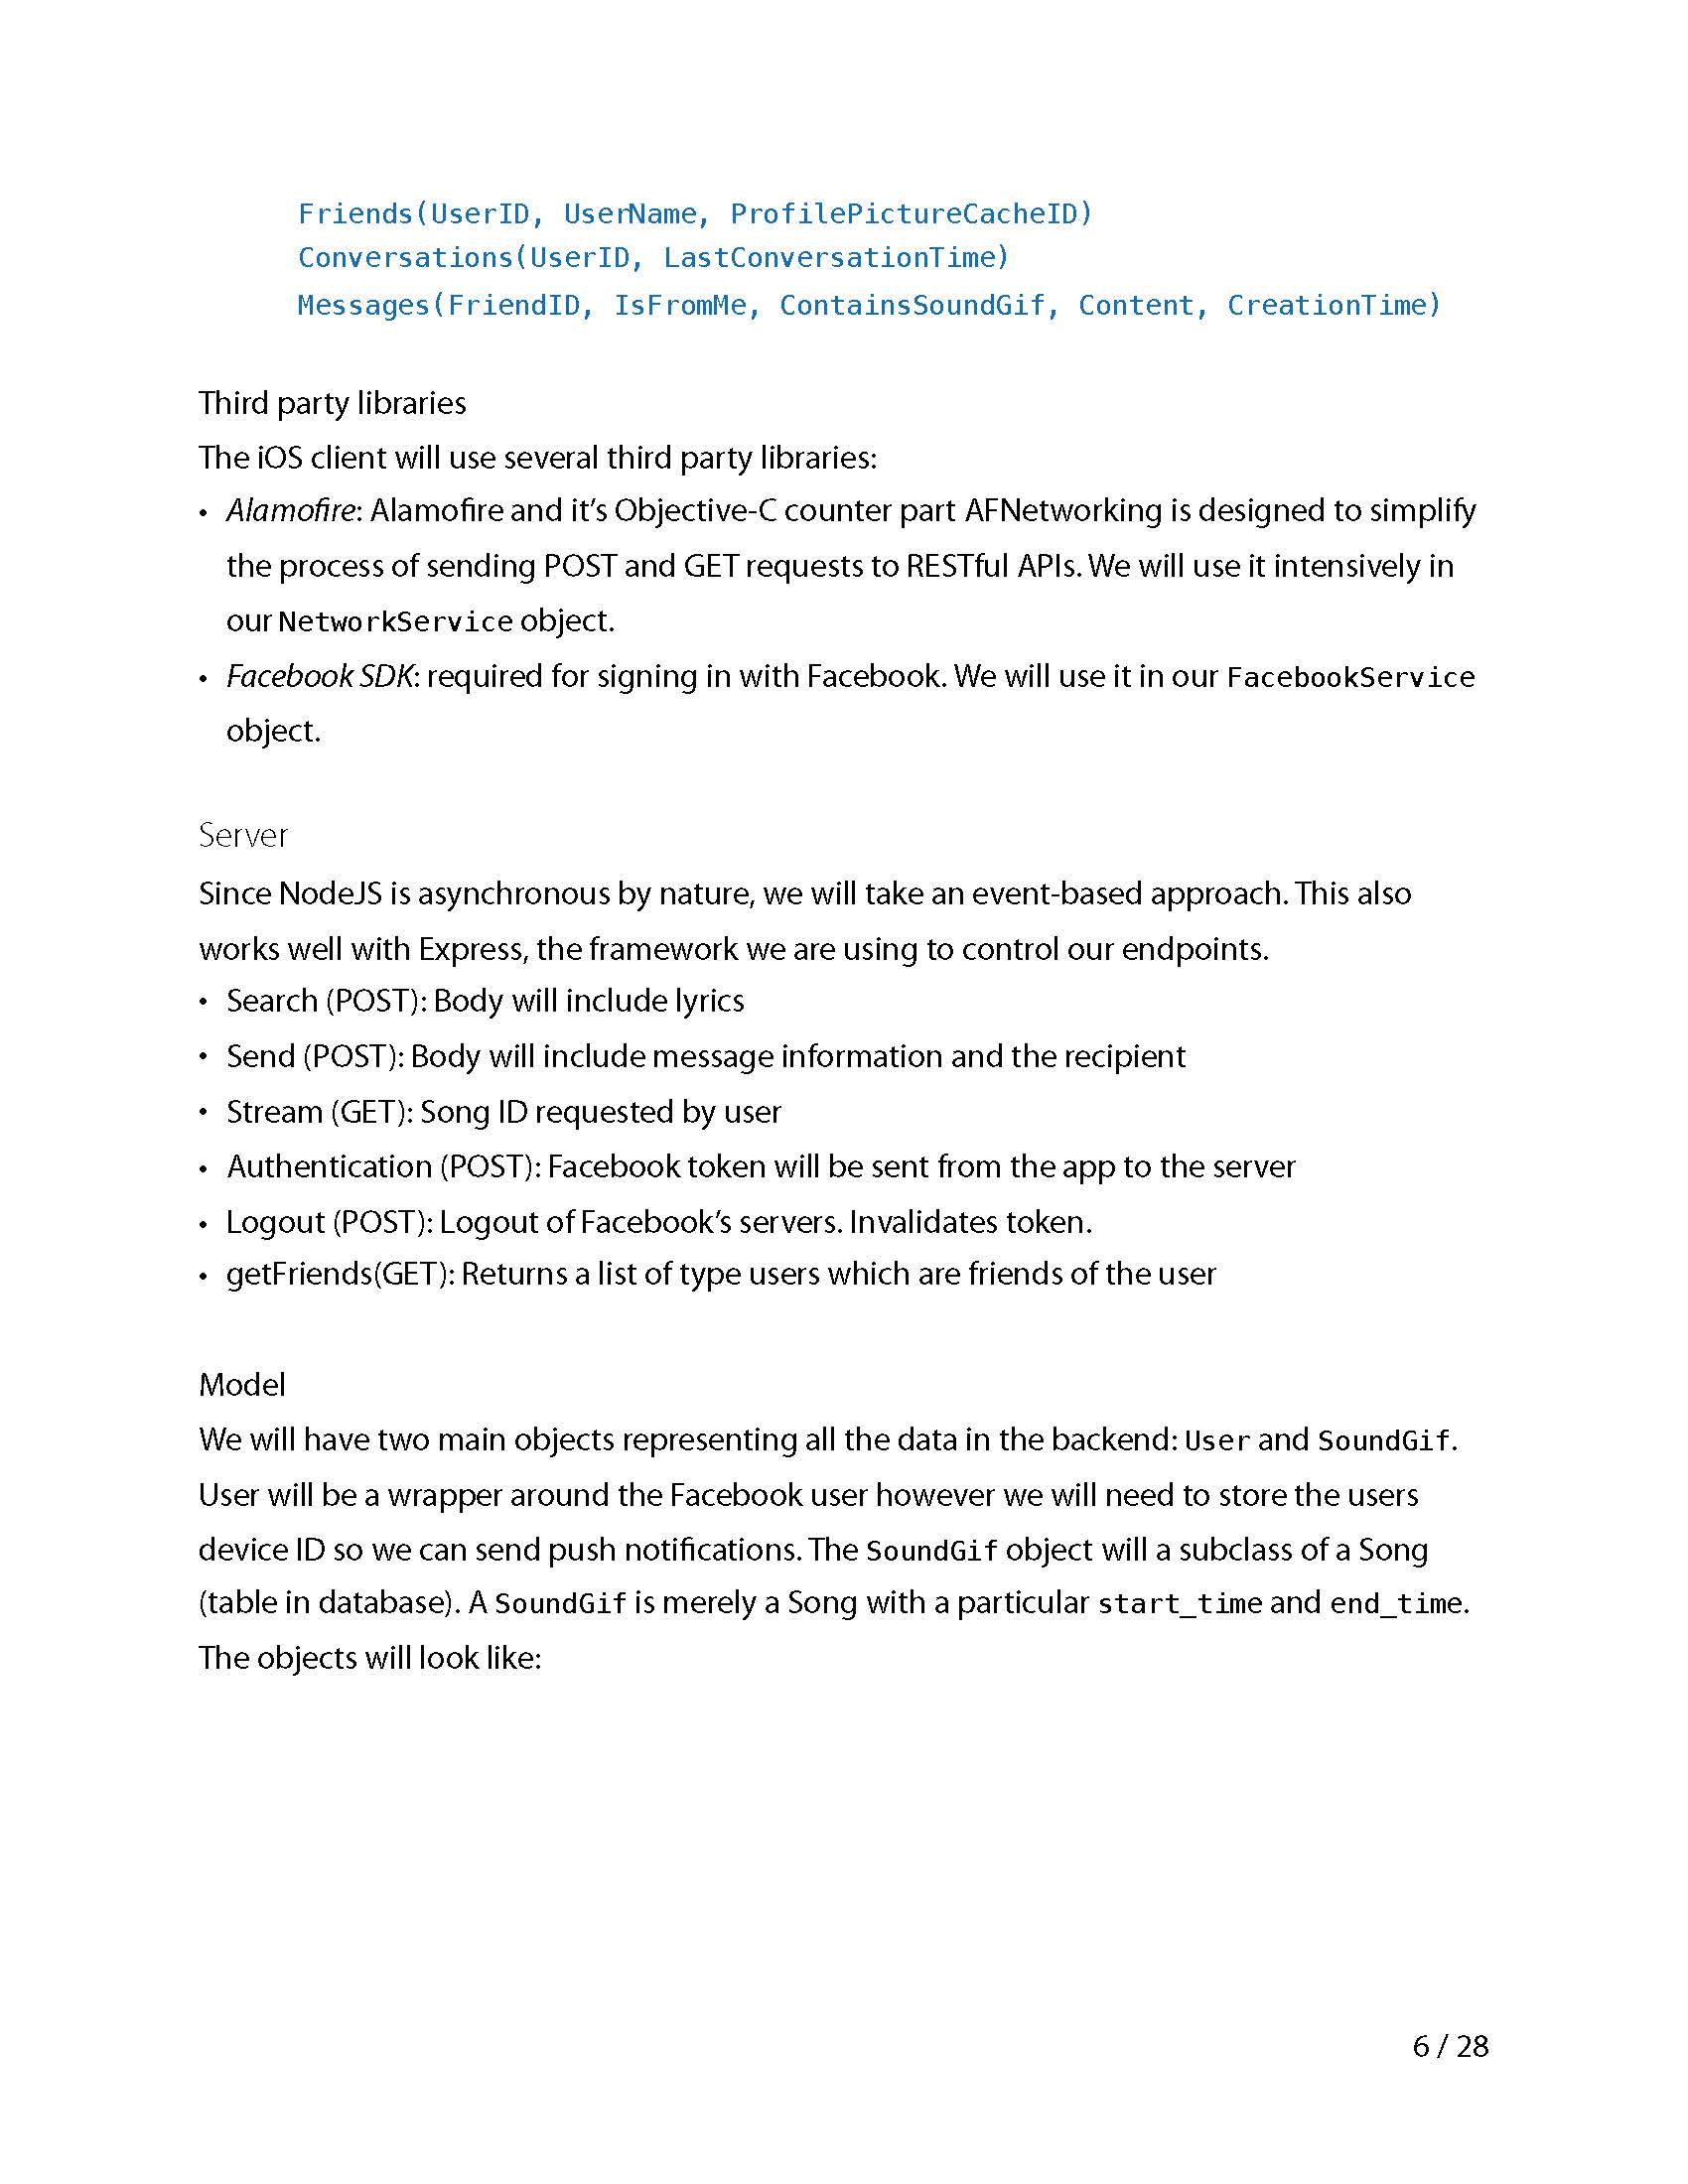 Friends(UserID, UserName, ProfilePictureCacheID)
Conversations(UserID, LastConversationTime)
Messages(FriendID, IsFromMe, ContainsSoundGif, Content, CreationTime)
Third party libraries
The iOS client will use several third party libraries:
• Alamofire: Alamofire and it’s Objective-C counter part AFNetworking is designed to simplify
the process of sending POST and GET requests to RESTful APIs. We will use it intensively in
our NetworkService object.
• Facebook SDK: required for signing in with Facebook. We will use it in our FacebookService
object.
Server
Since NodeJS is asynchronous by nature, we will take an event-based approach. This also
works well with Express, the framework we are using to control our endpoints.
• Search (POST): Body will include lyrics
• Send (POST): Body will include message information and the recipient
• Stream (GET): Song ID requested by user
• Authentication (POST): Facebook token will be sent from the app to the server
• Logout (POST): Logout of Facebook’s servers. Invalidates token.
• getFriends(GET): Returns a list of type users which are friends of the user
Model
We will have two main objects representing all the data in the backend: User and SoundGif.
User will be a wrapper around the Facebook user however we will need to store the users
device ID so we can send push notifications. The SoundGif object will a subclass of a Song
(table in database). A SoundGif is merely a Song with a particular start_time and end_time.
The objects will look like:
6 / 28